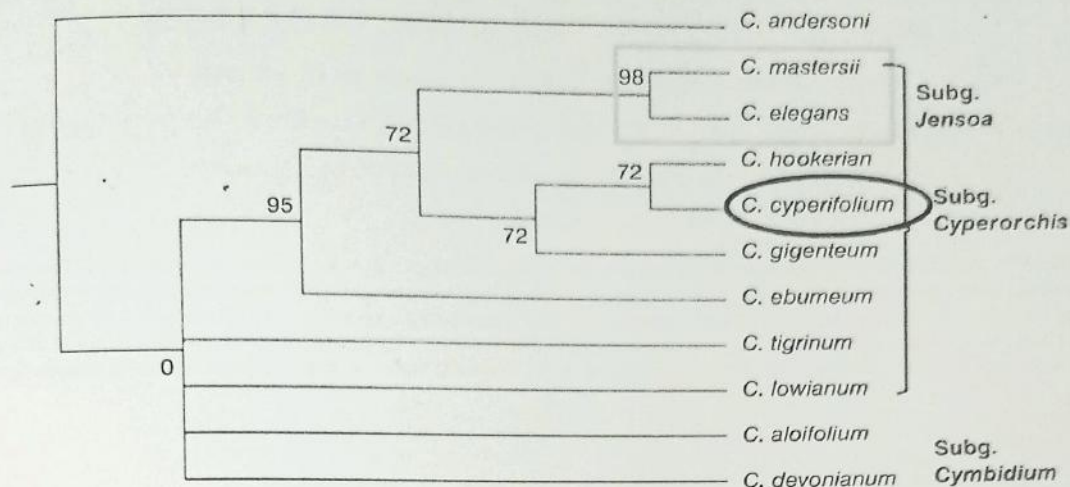 C. andersoni
C. mastersii
98
C. elegans
Subg.
Jensoa
72
C. hookerian
72
C. cyperifolium
Subg.
Cyperorchis
95
72
C. gigenteum
C. ebumeum
C. tigrinum
0
C. lowianum
C. aloifolium
Subg.
Cymbidium
C. devonianum